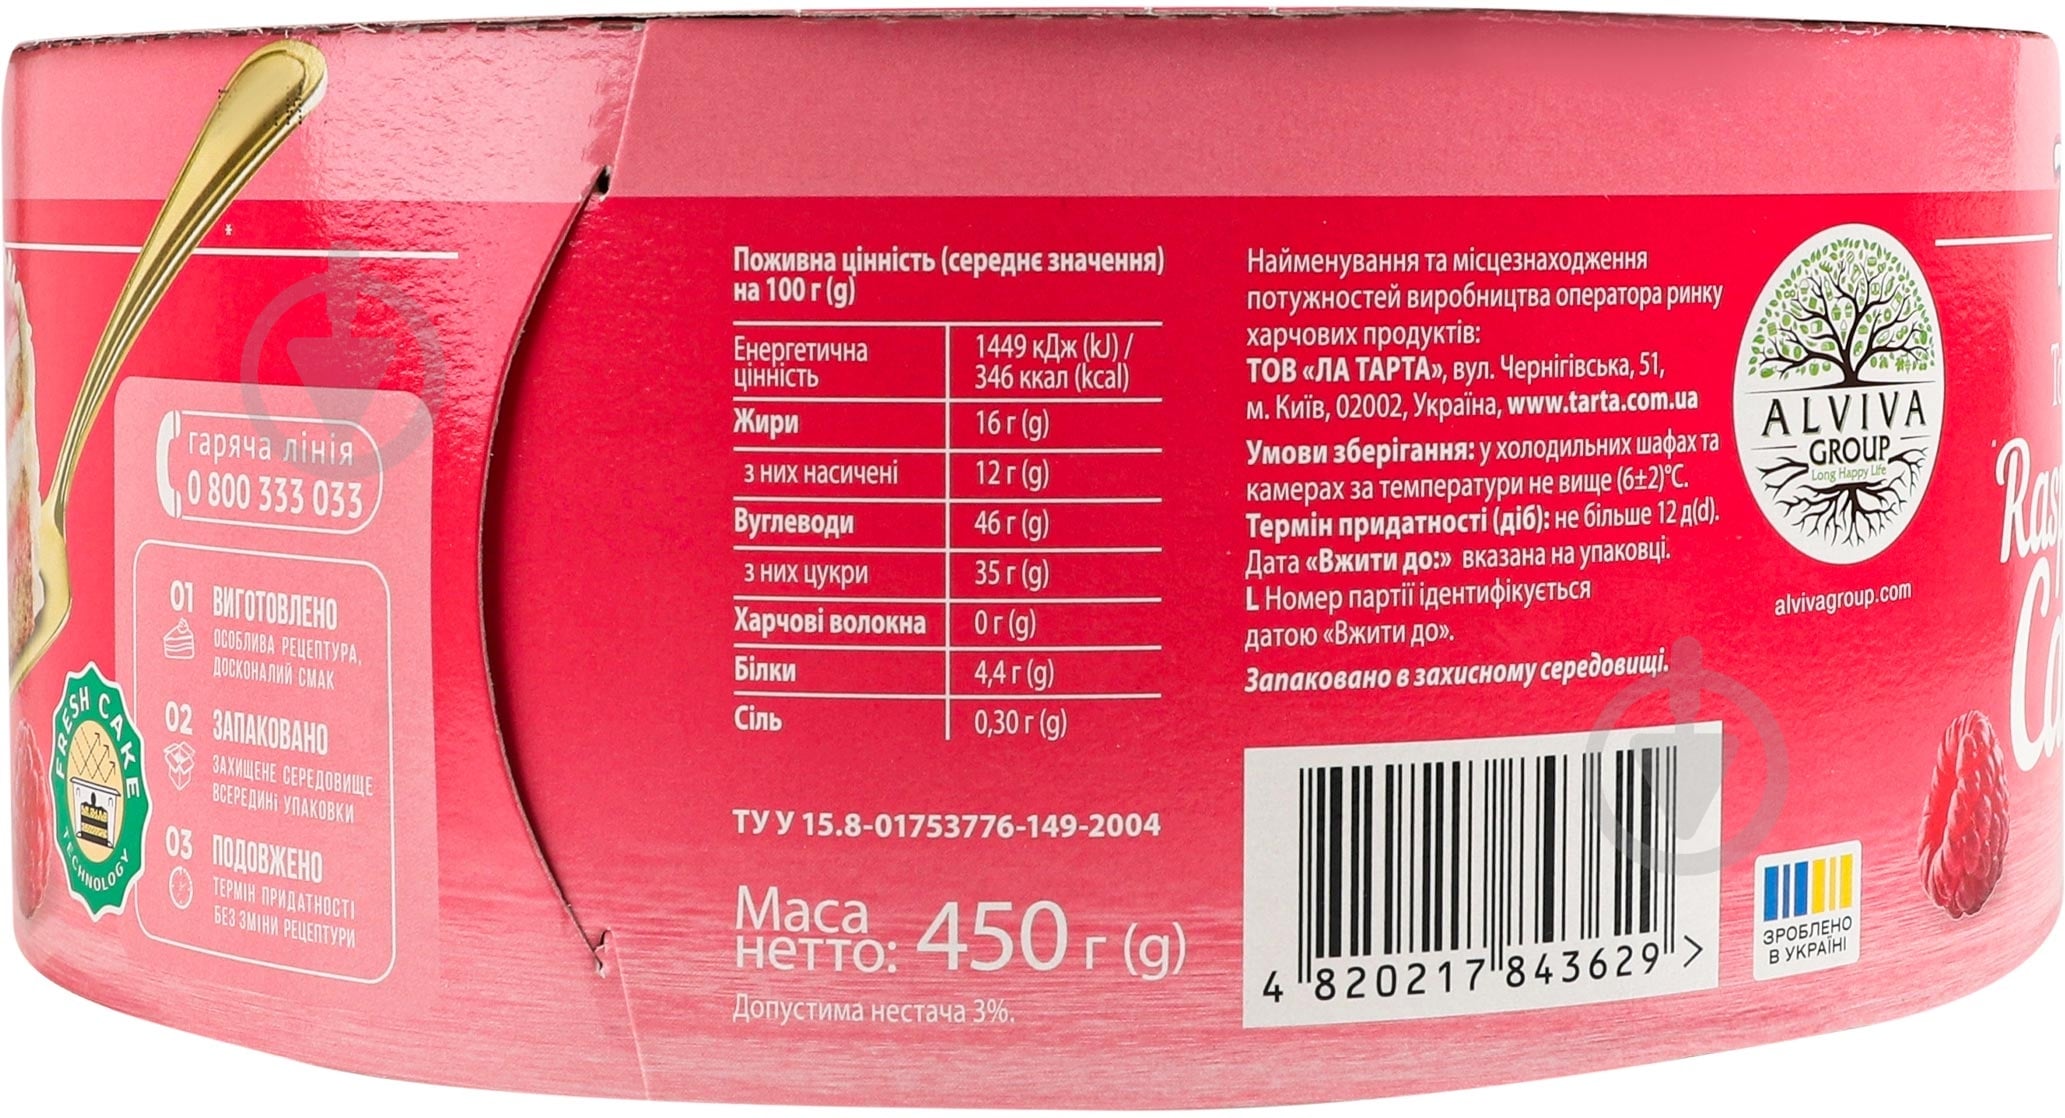 *
гаряча лінія
0 800 333 033
01 ВИГОТОВЛЕНО
ОСОБЛИВА РЕЦЕПТУРА,
ДОСКОНАЛИЙ СМАК
02 ЗАПАКОВАНО
ЗАХИЩЕНЕ СЕРЕДОВИЩЕ
ВСЕРЕДИНІ УПАКОВКИ
03 ПОДОВЖЕНО
ТЕРМІН ПРИДАТНОСТІ
БЕЗ ЗМІНИ РЕЦЕПТУРИ
FRESH CAKE
TECHNOLOGY
Поживна цінність (середнє значення)
на 100 г (g)
Енергетична 1449 кДж (kJ) /
цінність 346 ккал (kcal)
Жири 16 г (g)
з них насичені 12 г (g)
Вуглеводи 46 г (g)
з них цукри 35 г (g)
Харчові волокна 0 г (g)
Білки 4,4 г (g)
Сіль 0,30 г (g)
ТУ У 15.8-01753776-149-2004
Маса
нетто: 450 г (g)
Допустима нестача 3%.
Найменування та місцезнаходження
потужностей виробництва оператора ринку
харчових продуктів:
ТОВ «ЛА ТАРТА», вул. Чернігівська, 51,
м. Київ, 02002, Україна, www.tarta.com.ua
Умови зберігання: у холодильних шафах та
камерах за температури не вище (6±2)°С.
Термін придатності (діб): не більше 12 д(d).
Дата «Вжити до:» вказана на упаковці.
L Номер партії ідентифікується
датою «Вжити до».
Запаковано в захисному середовищі.
4 820217 843629 >
ALVIVA
GROUP
Long Happy Life
alvivagroup.com
ЗРОБЛЕНО
В УКРАЇНІ